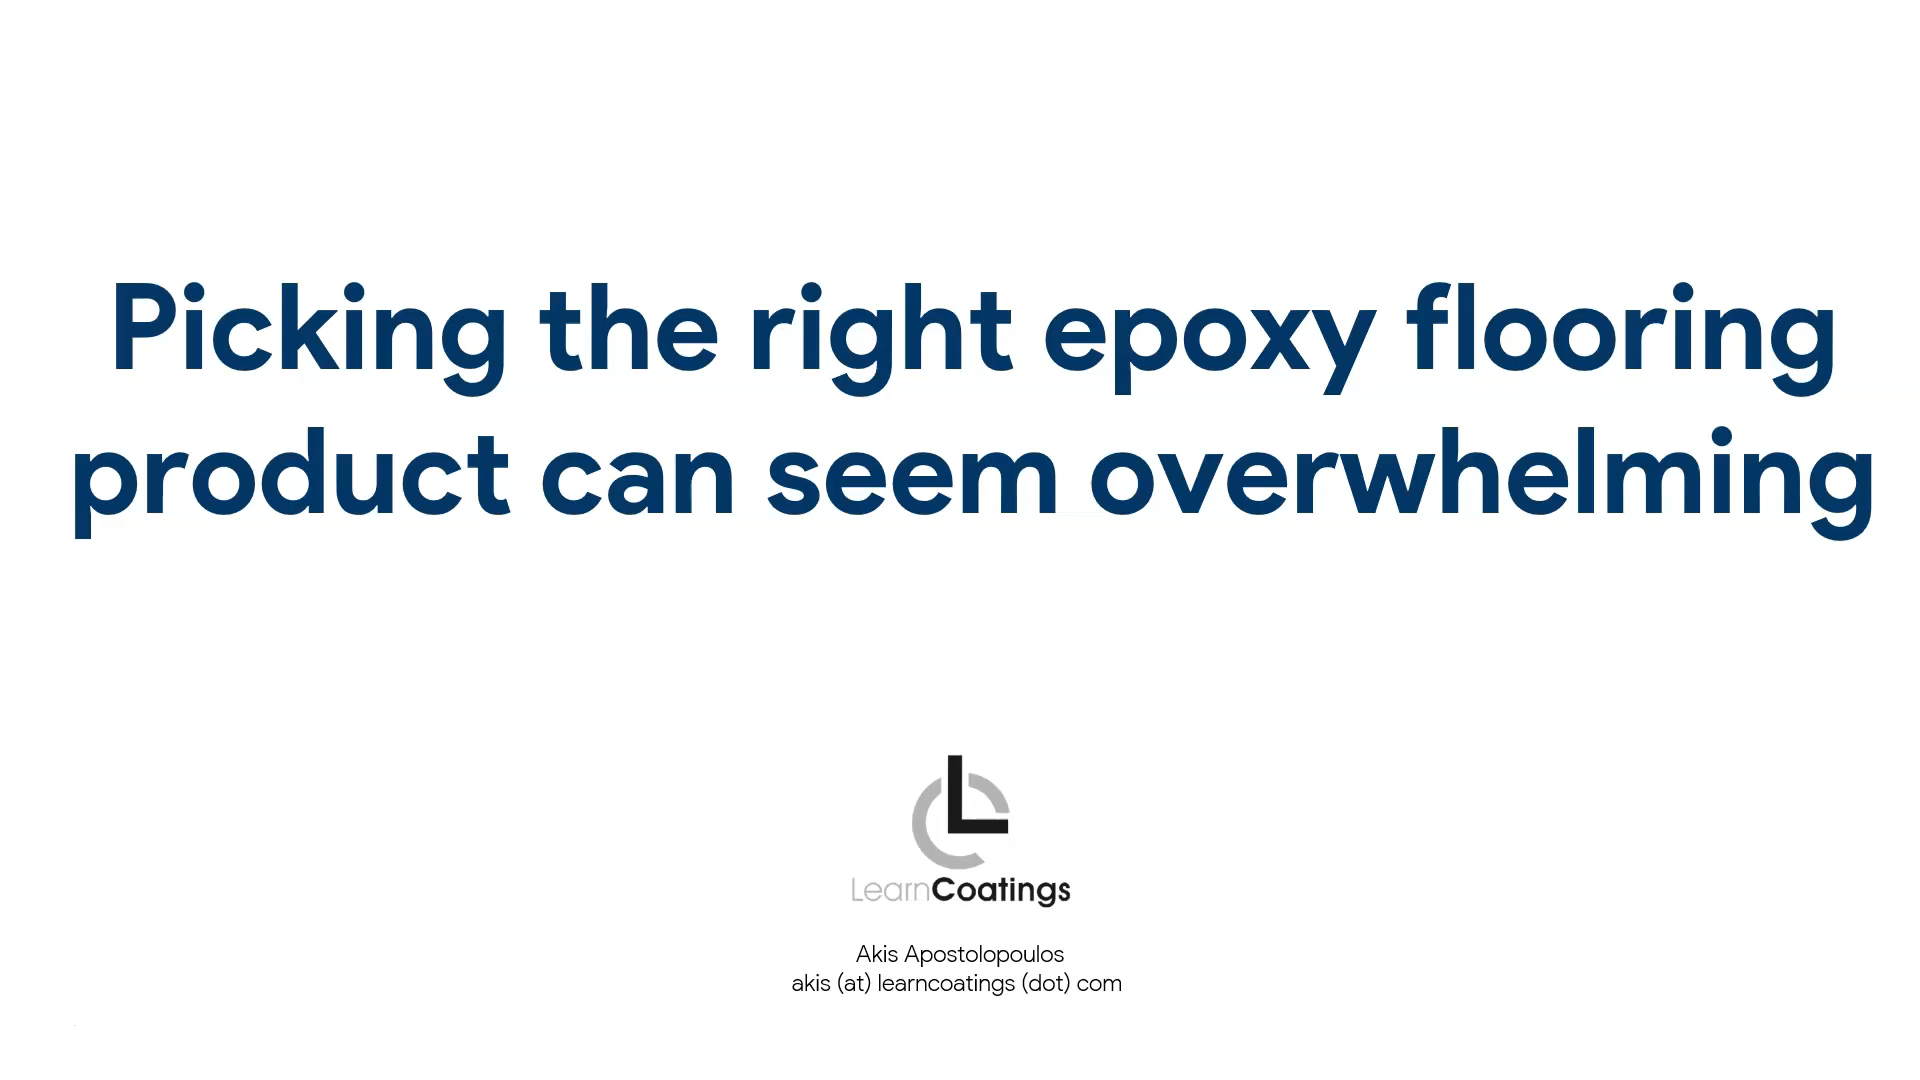 Picking the right epoxy flooring
product can seem overwhelming
L
LearnCoatings
Akis Apostolopoulos
akis (at) learncoatings (dot) com